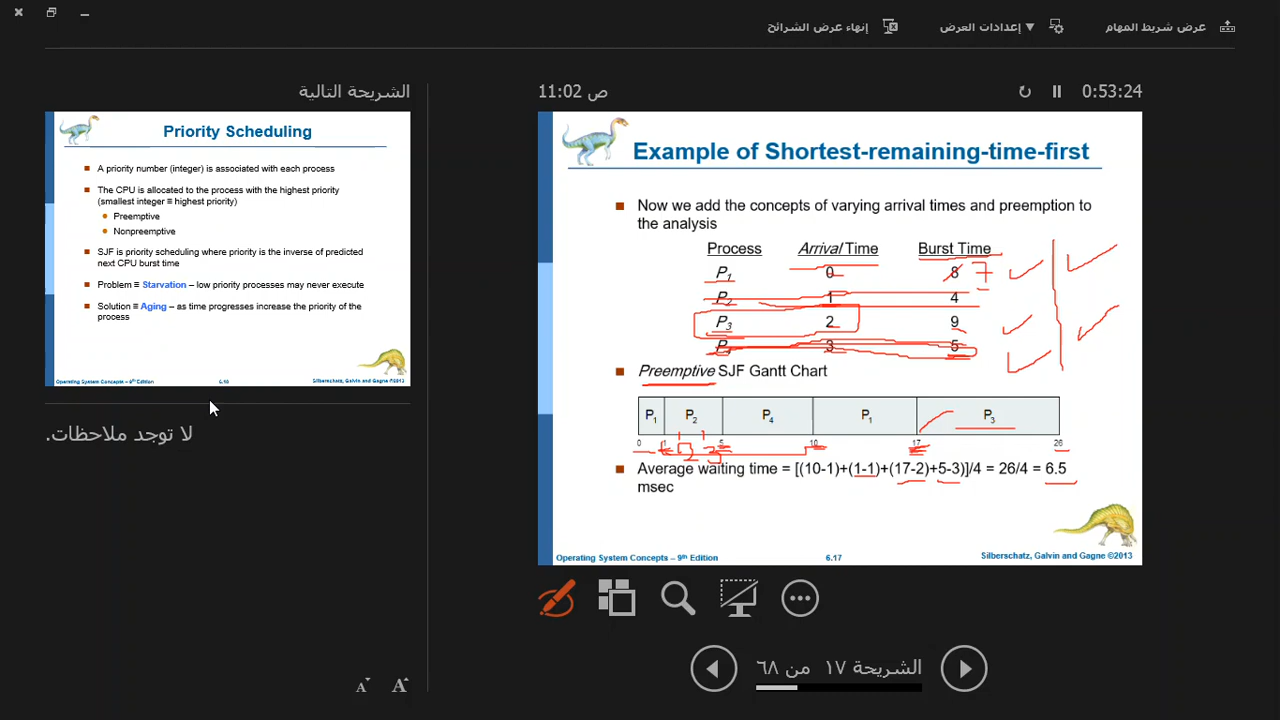 عرض شريط المهام
إعدادات العرض ▼
إنهاء عرض الشرائح
0:53:24
11:02 ص
Example of Shortest-remaining-time-first
Now we add the concepts of varying arrival times and preemption to
the analysis
Process Arrival Time Burst Time
P1 0 8 7
P2 1 4
P3 2 9
P4 3 5
Preemptive SJF Gantt Chart
P1 P2 P4 P1 P3
0 1 5 10 17 26
Average waiting time = [(10-1)+(1-1)+(17-2)+5-3)]/4 = 26/4 = 6.5
msec
Operating System Concepts – 9th Edition 6.17 Silberschatz, Galvin and Gagne ©2013
الشريحة ١٧ من ٦٨
الشريحة التالية
Priority Scheduling
A priority number (integer) is associated with each process
The CPU is allocated to the process with the highest priority
(smallest integer ≡ highest priority)
Preemptive
Nonpreemptive
SJF is priority scheduling where priority is the inverse of predicted
next CPU burst time
Problem ≡ Starvation – low priority processes may never execute
Solution ≡ Aging – as time progresses increase the priority of the
process
Operating System Concepts – 9th Edition 6.18 Silberschatz, Galvin and Gagne ©2013
لا توجد ملاحظات.
A A